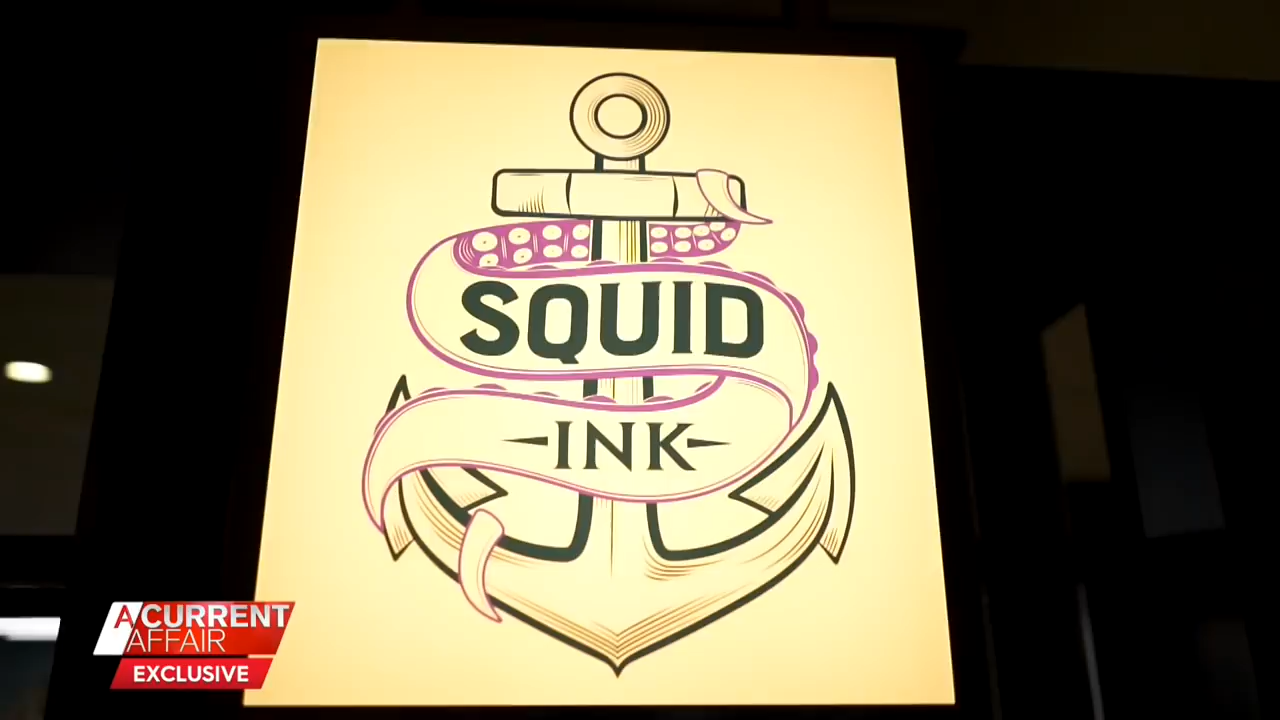 SQUID
-INK-
A CURRENT
AFFAIR
EXCLUSIVE